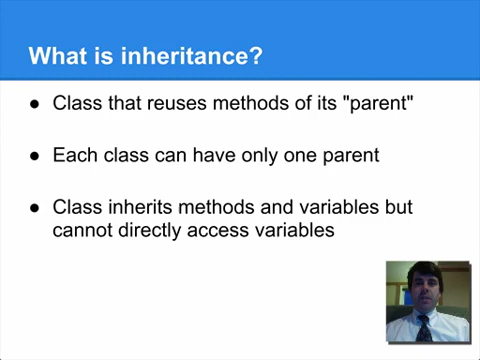 What is inheritance?
● Class that reuses methods of its "parent"
● Each class can have only one parent
● Class inherits methods and variables but
cannot directly access variables